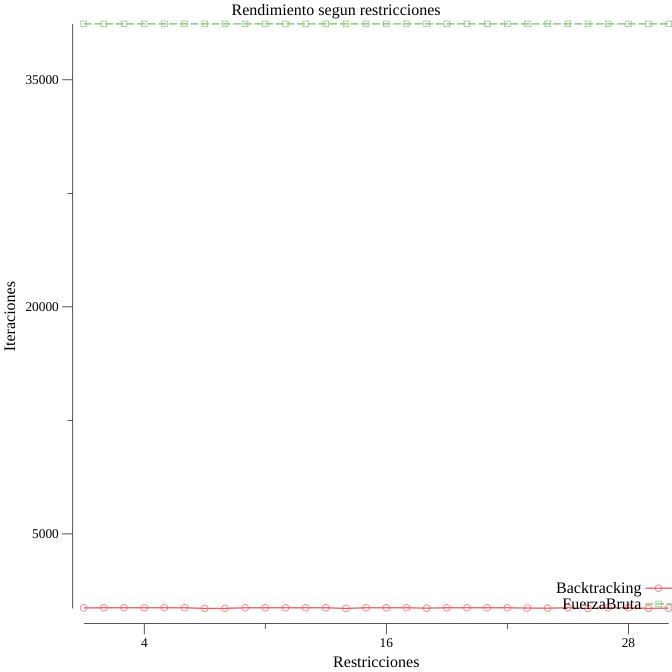 Rendimiento segun restricciones
35000
20000
5000
Iteraciones
Backtracking
FuerzaBruta
4 16 28
Restricciones